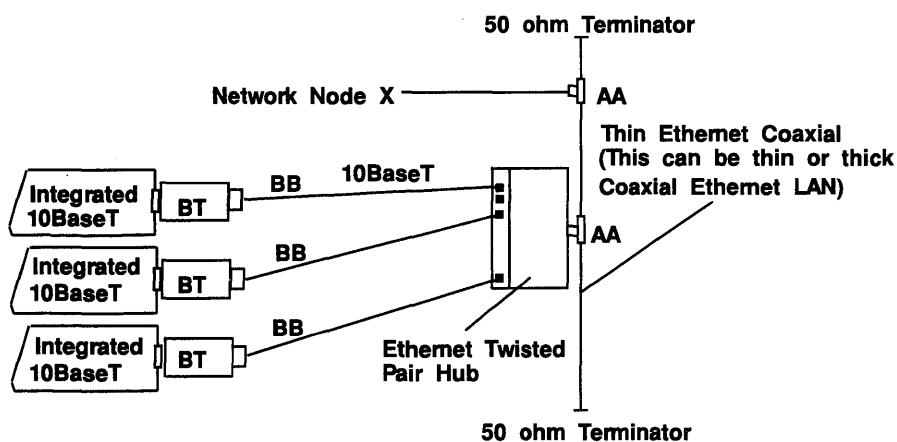 50 ohm Terminator
Network Node X
AA
Thin Ethernet Coaxial
(This can be thin or thick
Coaxial Ethernet LAN)
10BaseT
BB
Integrated
10BaseT
BT
AA
BB
Integrated
10BaseT
BT
BB
Integrated
10BaseT
BT
Ethernet Twisted
Pair Hub
50 ohm Terminator